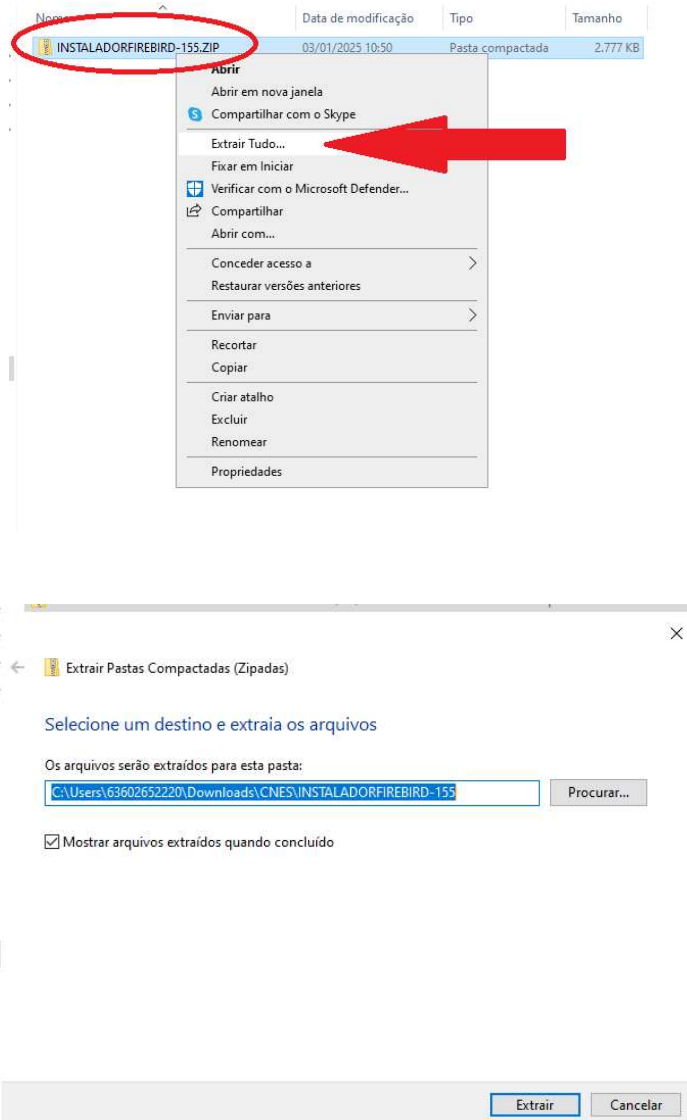 Nome Data de modificação Tipo Tamanho
INSTALADORFIREBIRD-155.ZIP 03/01/2025 10:50 Pasta compactada 2.777 KB
Abrir
Abrir em nova janela
Compartilhar com o Skype
Extrair Tudo...
Fixar em Iniciar
Verificar com o Microsoft Defender...
Compartilhar
Abrir com...
Conceder acesso a
Restaurar versões anteriores
Enviar para
Recortar
Copiar
Criar atalho
Excluir
Renomear
Propriedades
Extrair Pastas Compactadas (Zipadas)
Selecione um destino e extraia os arquivos
Os arquivos serão extraídos para esta pasta:
C:\Users\63602652220\Downloads\CNES\INSTALADORFIREBIRD-155 Procurar...
Mostrar arquivos extraídos quando concluído
Extrair Cancelar